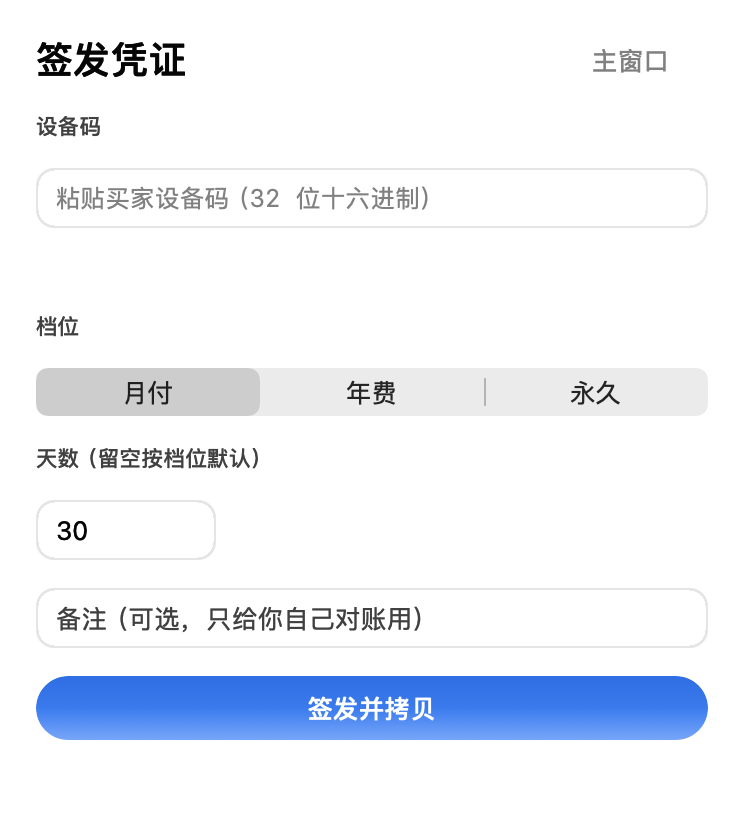 签发凭证
主窗口
设备码
粘贴买家设备码（32 位十六进制）
档位
月付
年费
永久
天数（留空按档位默认）
30
备注（可选，只给你自己对账用）
签发并拷贝